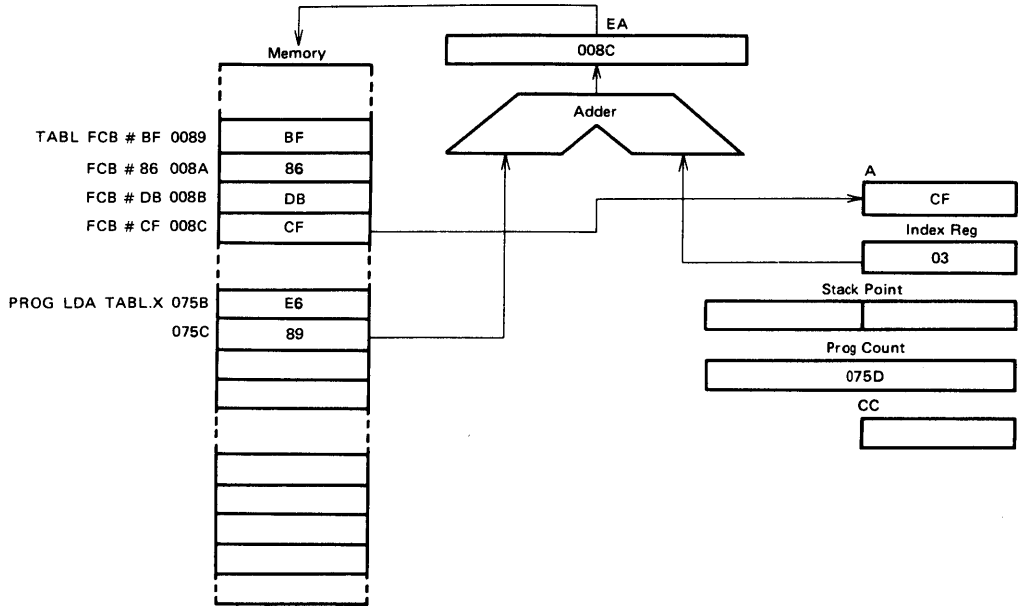 EA
008C
Memory
Adder
TABL FCB # BF 0089 BF
FCB # 86 008A 86
FCB # DB 008B DB
FCB # CF 008C CF
A
CF
Index Reg
03
PROG LDA TABL.X 075B E6
075C 89
Stack Point
Prog Count
075D
CC